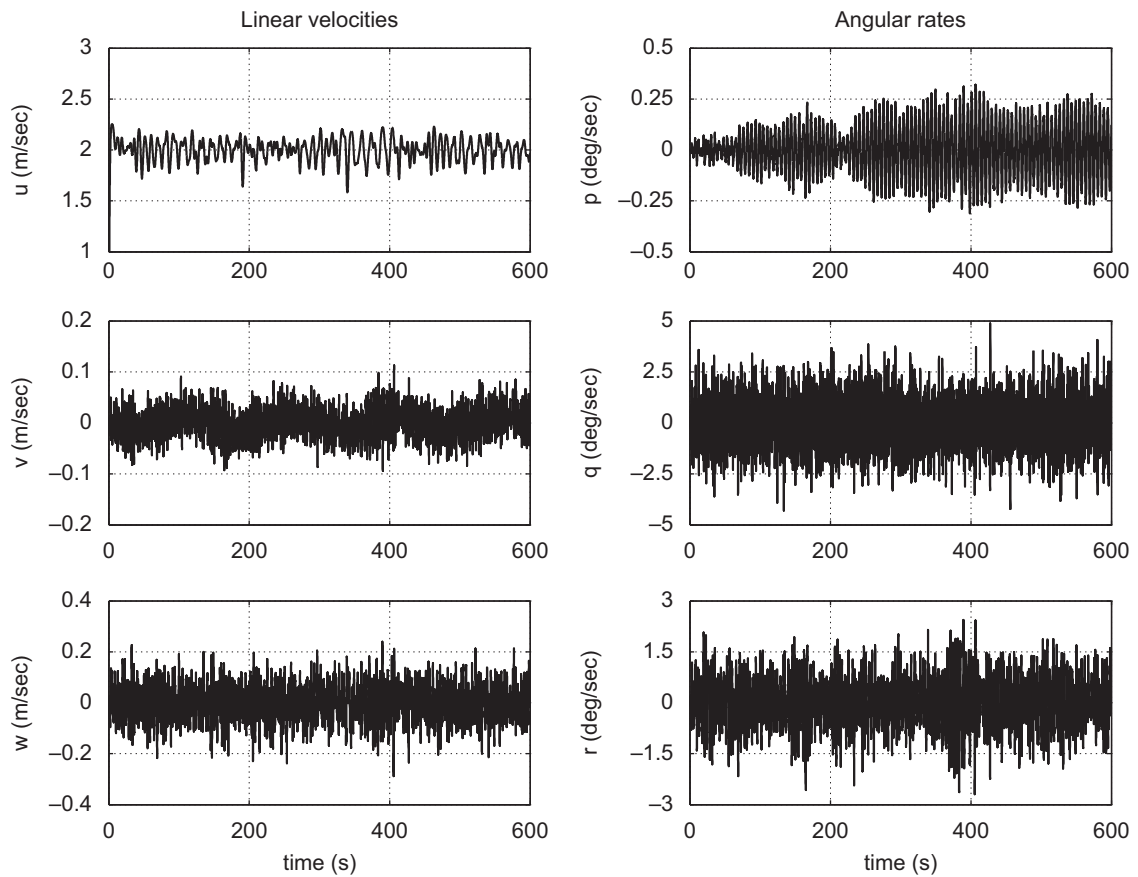 Linear velocities
u (m/sec)
3
2.5
2
1.5
1
0 200 400 600
Angular rates
p (deg/sec)
0.5
0.25
0
–0.25
–0.5
0 200 400 600
v (m/sec)
0.2
0.1
0
–0.1
–0.2
0 200 400 600
q (deg/sec)
5
2.5
0
–2.5
–5
0 200 400 600
w (m/sec)
0.4
0.2
0
–0.2
–0.4
0 200 400 600
time (s)
r (deg/sec)
3
1.5
0
–1.5
–3
0 200 400 600
time (s)